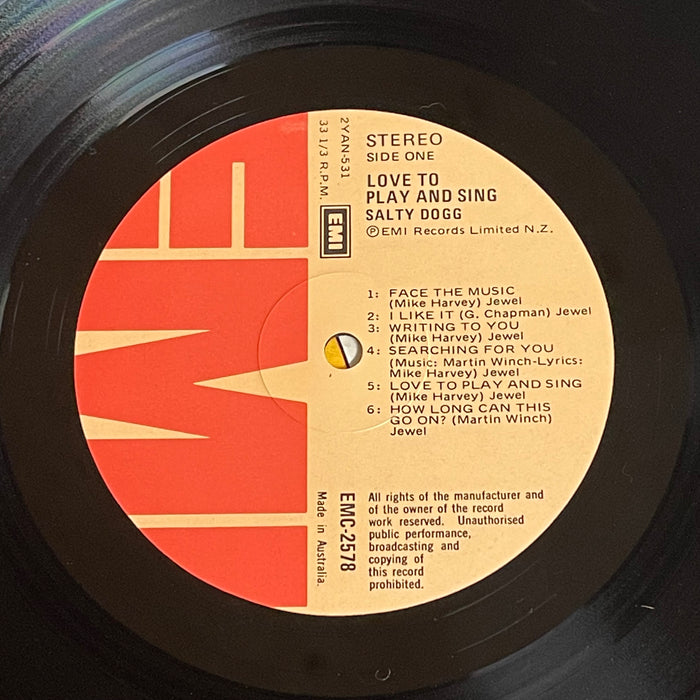 EMI
2YAN-531
33 1/3 R.P.M.
EMI
STEREO
SIDE ONE
LOVE TO
PLAY AND SING
SALTY DOGG
ⓅEMI Records Limited N.Z.
1: FACE THE MUSIC
(Mike Harvey) Jewel
2: I LIKE IT (G. Chapman) Jewel
3: WRITING TO YOU
(Mike Harvey) Jewel
4: SEARCHING FOR YOU
(Music: Martin Winch-Lyrics:
Mike Harvey) Jewel
5: LOVE TO PLAY AND SING
(Mike Harvey) Jewel
6: HOW LONG CAN THIS
GO ON? (Martin Winch)
Jewel
EMC-2578
Made in Australia.
All rights of the manufacturer and
of the owner of the record
work reserved. Unauthorised
public performance,
broadcasting and
copying of
this record
prohibited.